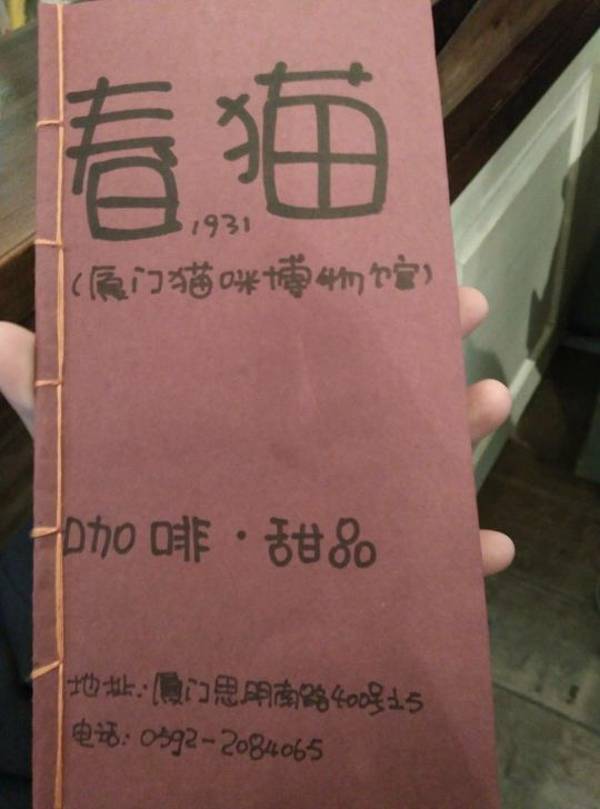 春猫
1931
(厦门猫咪博物馆)
咖啡·甜品
地址:厦门思明南路400号25
电话:0592-2084065